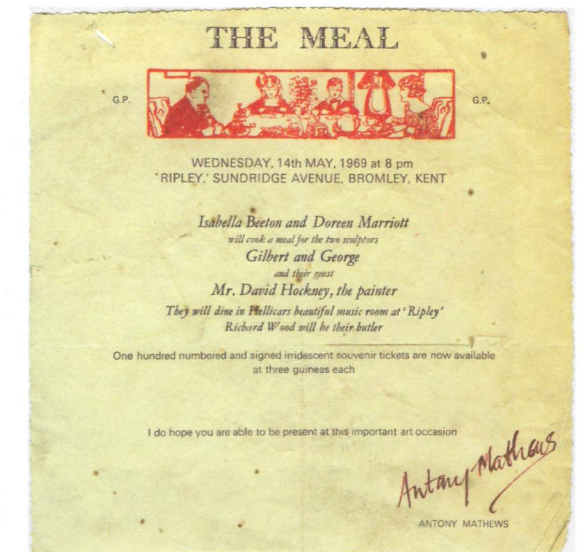 THE MEAL
G.P. G.P.
WEDNESDAY, 14th MAY, 1969 at 8 pm
'RIPLEY,' SUNDRIDGE AVENUE, BROMLEY, KENT
Isabella Beeton and Doreen Marriott
will cook a meal for the two sculptors
Gilbert and George
and their guest
Mr. David Hockney, the painter
They will dine in Hellicars beautiful music room at 'Ripley'
Richard Wood will be their butler
One hundred numbered and signed irridescent souvenir tickets are now available
at three guineas each
I do hope you are able to be present at this important art occasion
Antony Mathews
ANTONY MATHEWS